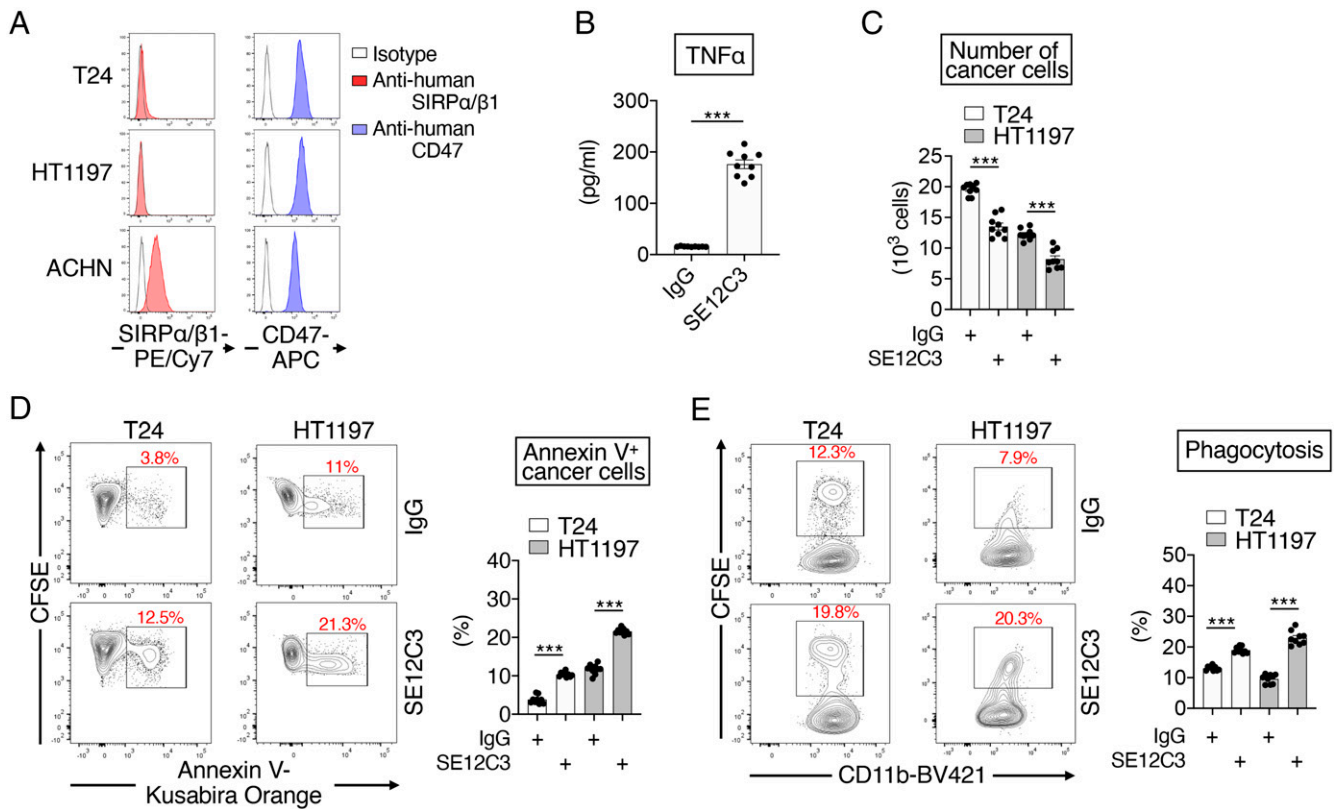 A
T24
HT1197
ACHN
Isotype
Anti-human
SIRPα/β1
Anti-human
CD47
SIRPα/β1-
PE/Cy7
CD47-
APC
B
TNFα
***
300
200
100
0
(pg/ml)
IgG
SE12C3
C
Number of
cancer cells
T24
HT1197
***
***
25
20
15
10
5
0
(10³ cells)
IgG + +
SE12C3 + +
D
T24 HT1197
3.8% 11%
IgG
12.5% 21.3%
SE12C3
CFSE
Annexin V-
Kusabira Orange
Annexin V⁺
cancer cells
T24
HT1197
***
***
40
30
20
10
0
(%)
IgG + +
SE12C3 + +
E
T24 HT1197
12.3% 7.9%
IgG
19.8% 20.3%
SE12C3
CFSE
CD11b-BV421
Phagocytosis
T24
HT1197
***
***
50
40
30
20
10
0
(%)
IgG + +
SE12C3 + +